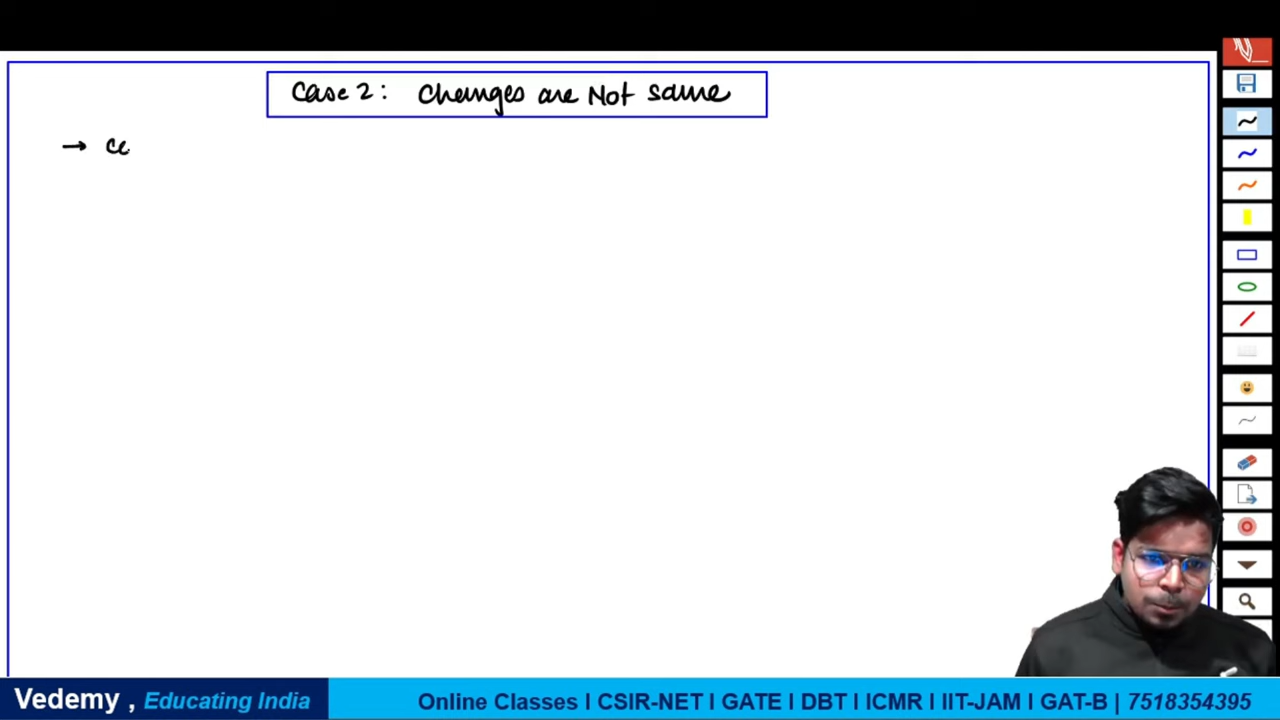 Case 2: Changes are Not same
→ Ce
Vedemy , Educating India
Online Classes I CSIR-NET I GATE I DBT I ICMR I IIT-JAM I GAT-B | 7518354395